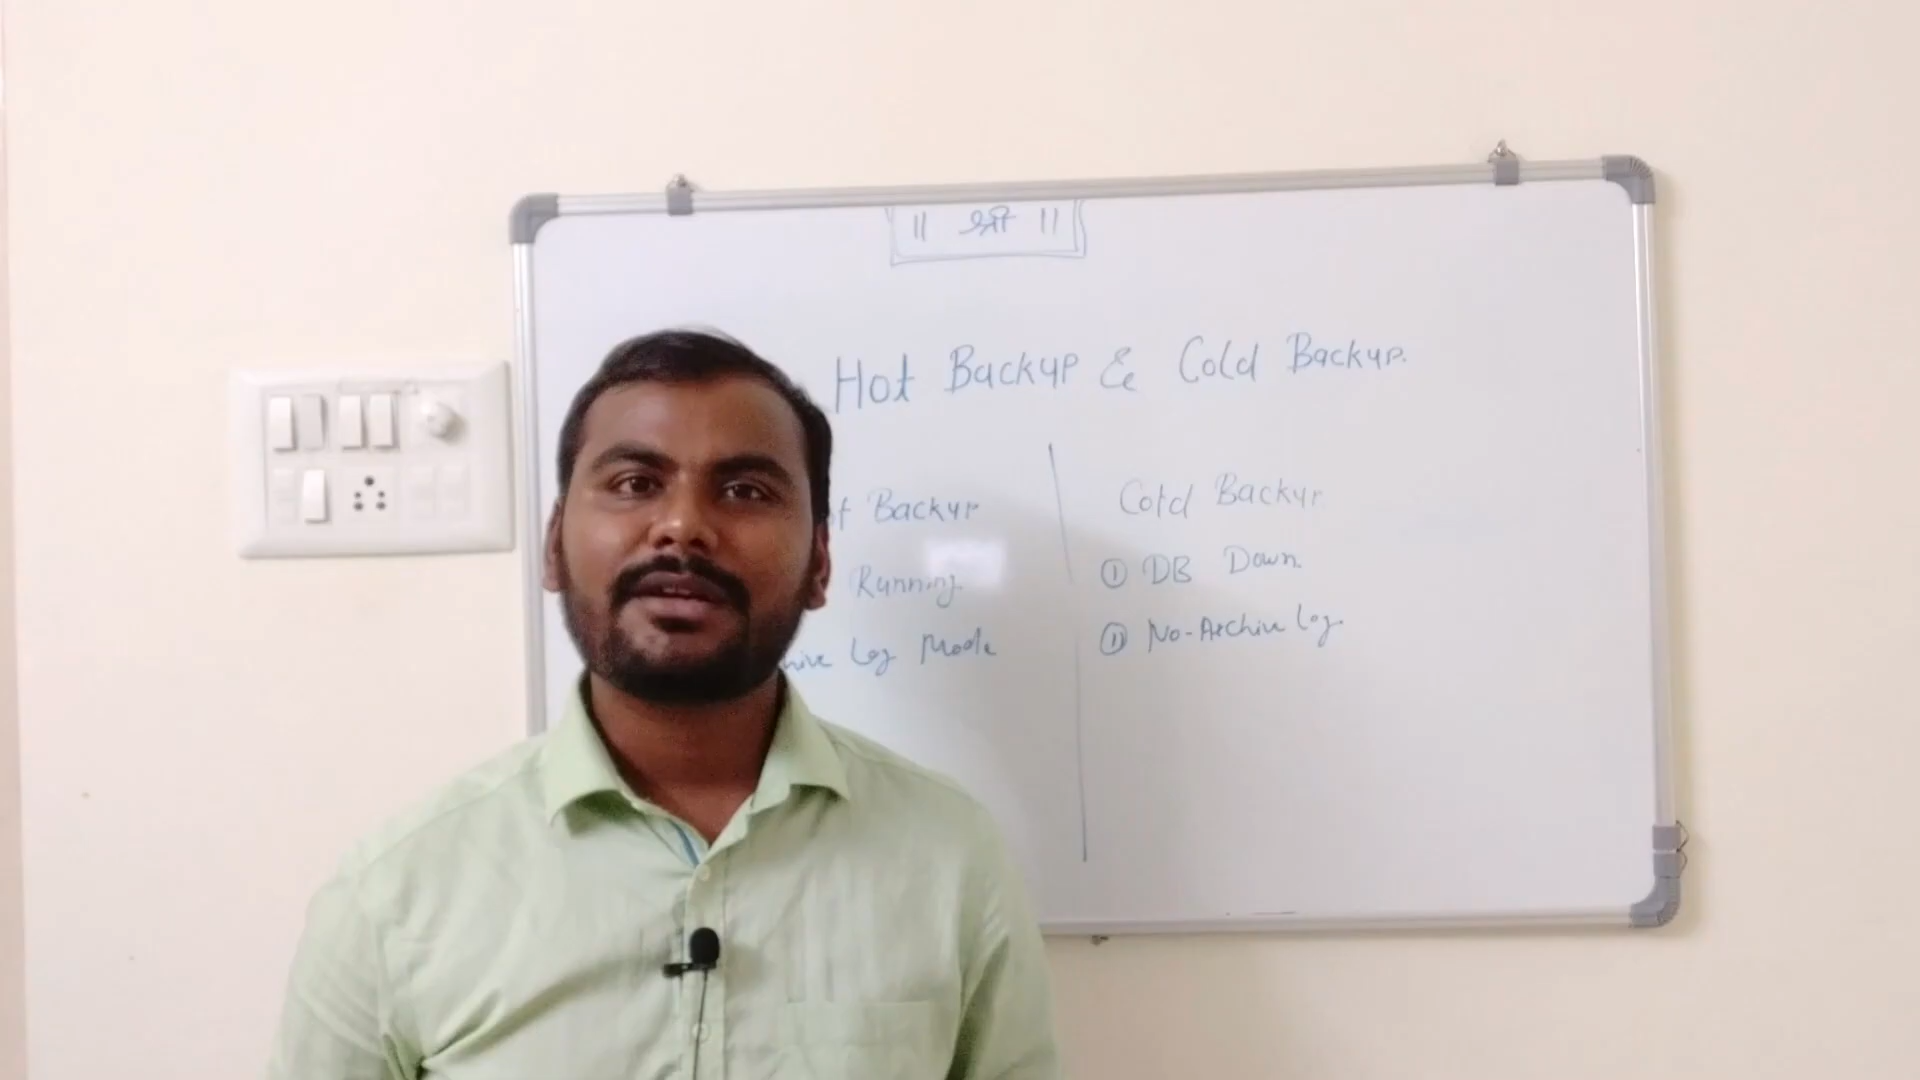 ॥ श्री ॥
Hot Backup & Cold Backup.
Backup
Cold Backup
Running
① DB Down
Log Mode
② No-Archive Log.